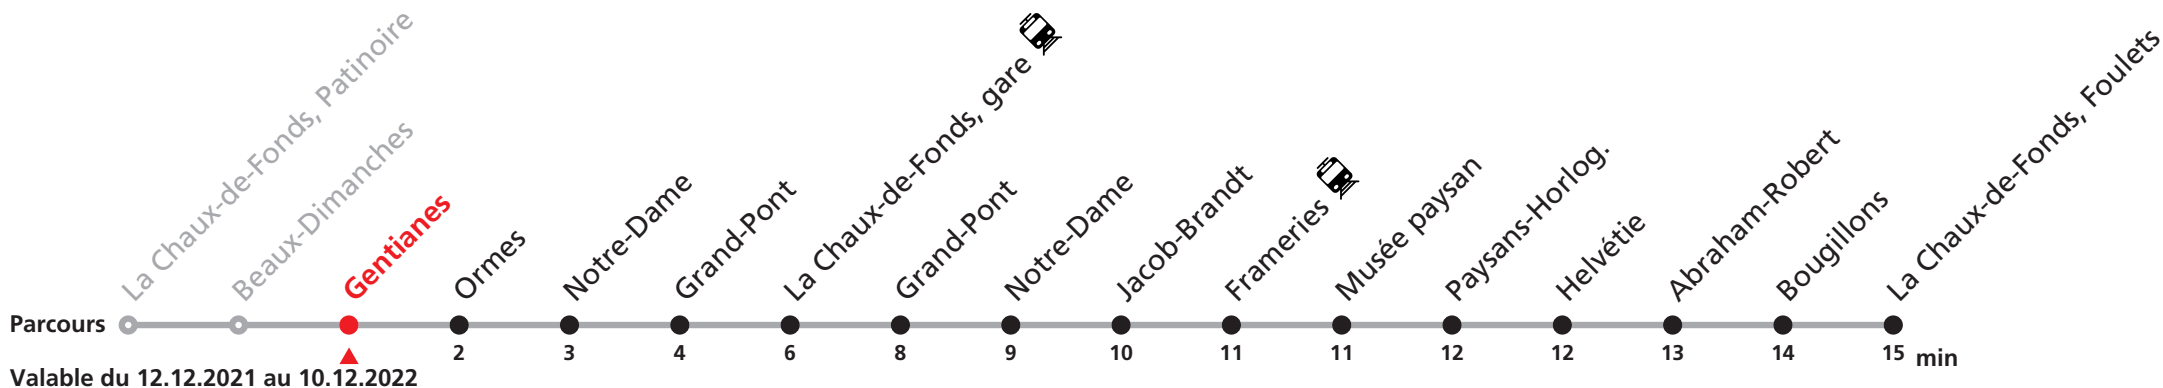 La Chaux-de-Fonds, Patinoire
Beaux-Dimanches
Gentianes
Ormes
Notre-Dame
Grand-Pont
La Chaux-de-Fonds, gare
Grand-Pont
Notre-Dame
Jacob-Brandt
Frameries
Musée paysan
Paysans-Horlog.
Helvétie
Abraham-Robert
Bougillons
La Chaux-de-Fonds, Foulets
Parcours
2 3 4 6 8 9 10 11 11 12 12 13 14 15 min
Valable du 12.12.2021 au 10.12.2022